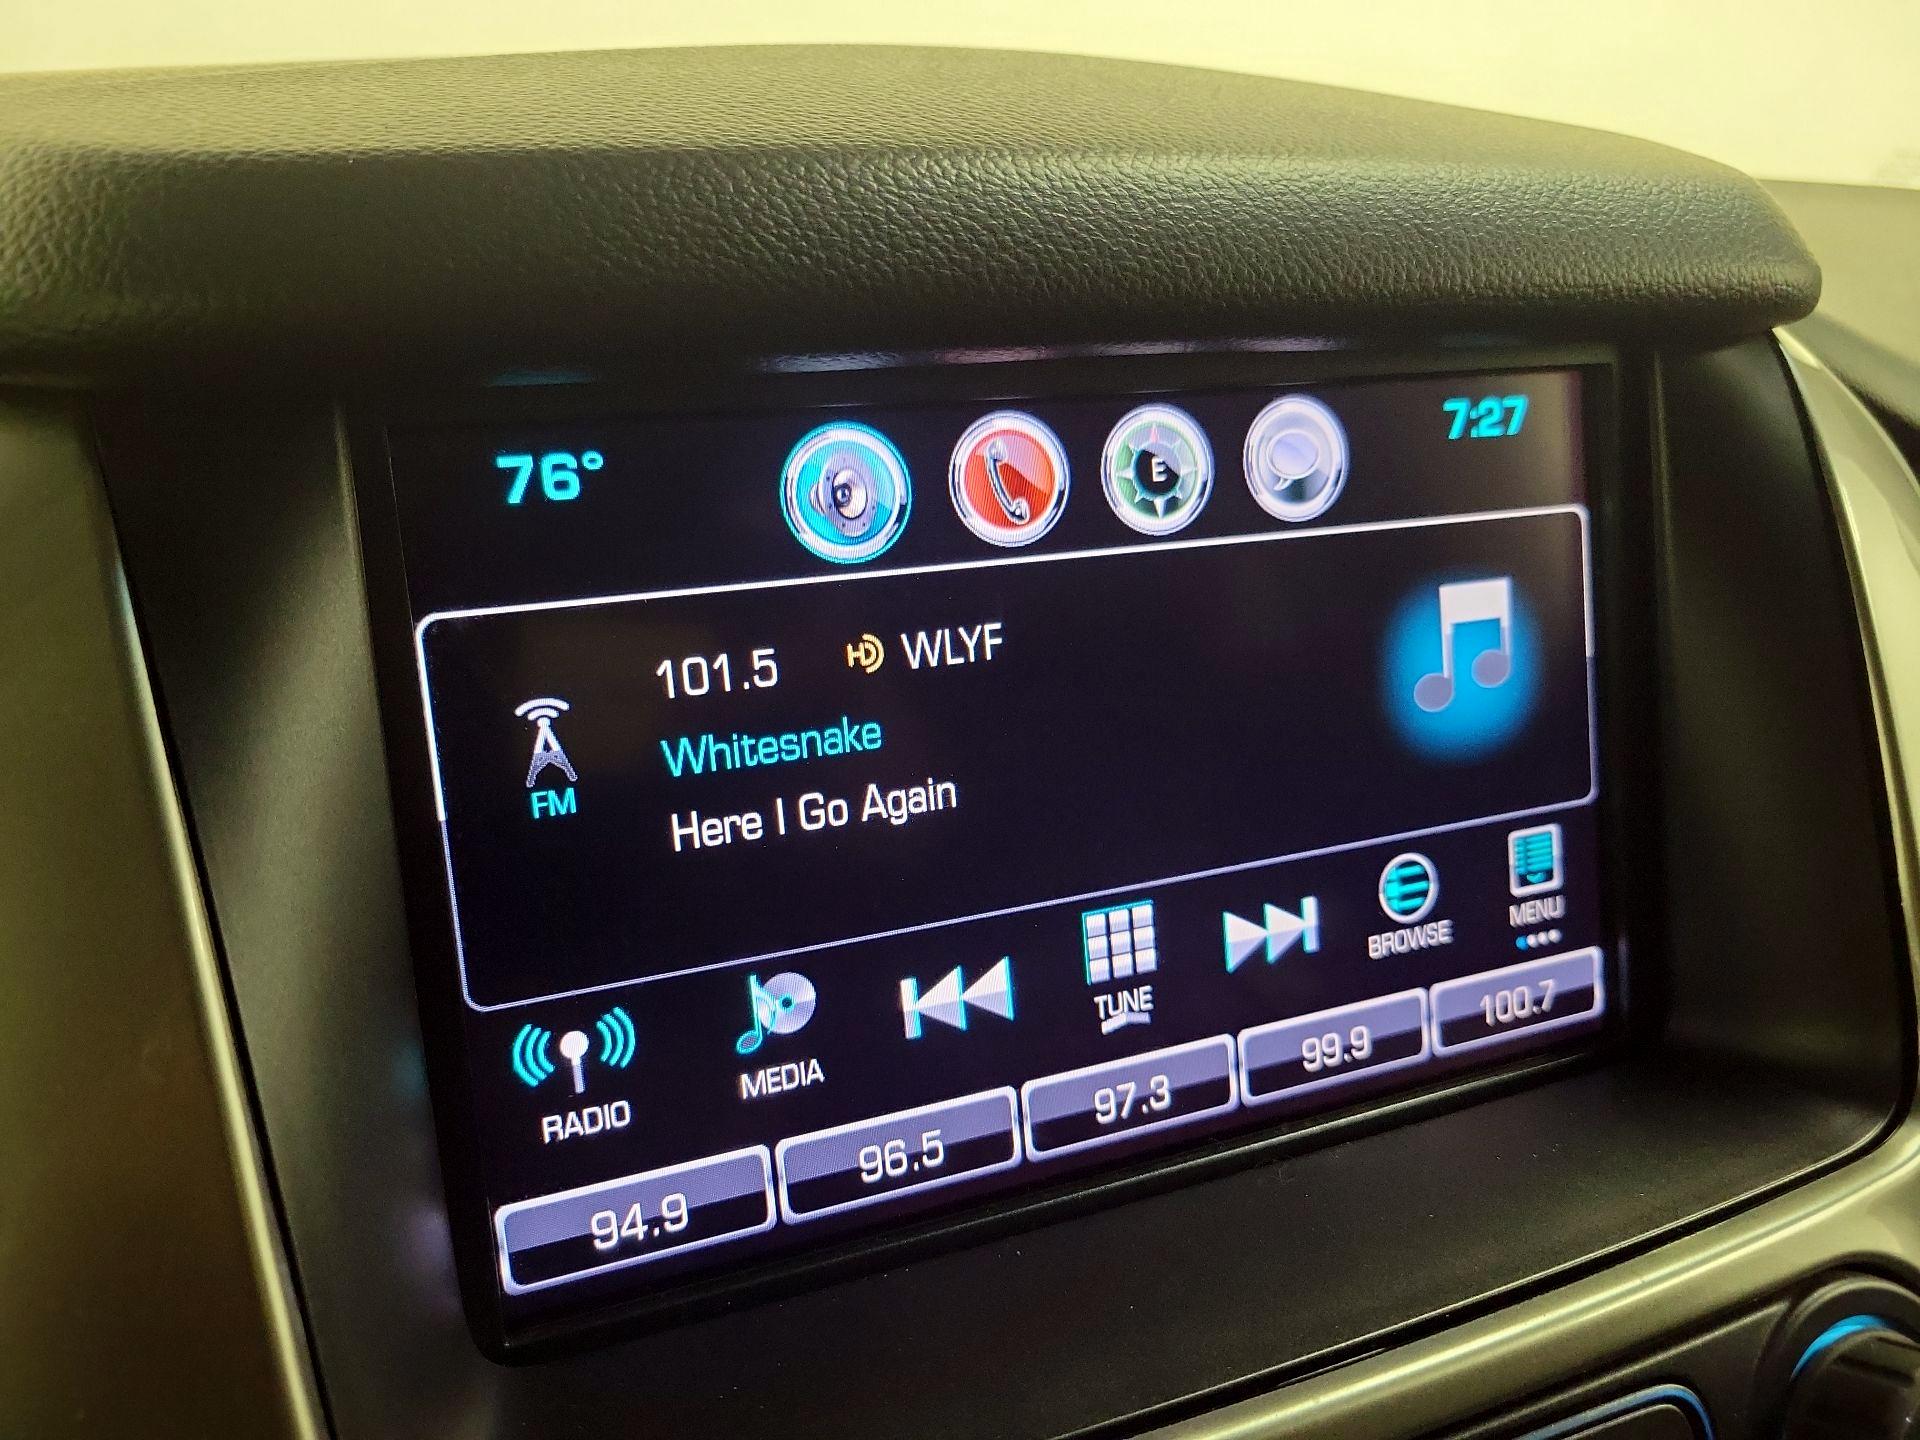 76°
E
7:27
101.5 HD WLYF
Whitesnake
Here I Go Again
FM
RADIO
MEDIA
TUNE
BROWSE
MENU
94.9
96.5
97.3
99.9
100.7